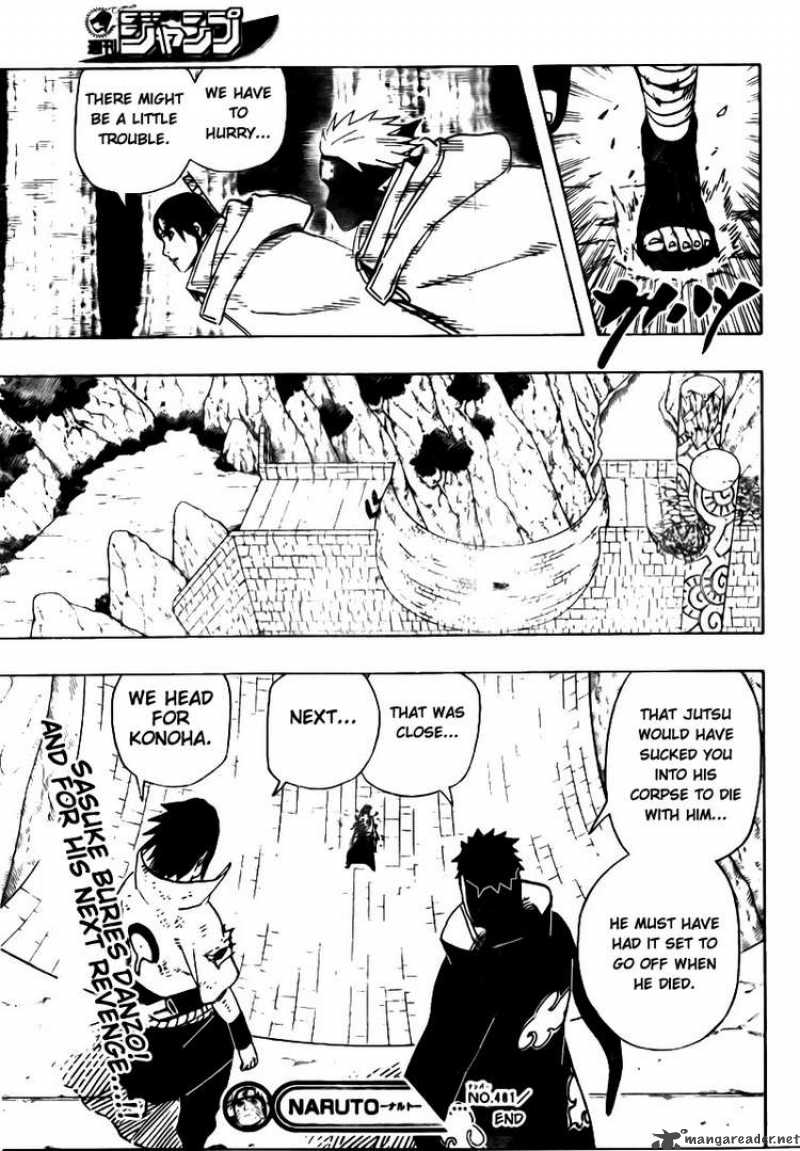 週刊
ジャンプ
WE HAVE
TO
HURRY...
THERE MIGHT
BE A LITTLE
TROUBLE.
THAT JUTSU
WOULD HAVE
SUCKED YOU
INTO HIS
CORPSE TO DIE
WITH HIM...
HE MUST HAVE
HAD IT SET TO
GO OFF WHEN
HE DIED.
THAT WAS
CLOSE...
NEXT...
WE HEAD
FOR
KONOHA.
SASUKE BURIES DANZO!
AND FOR HIS NEXT REVENGE...!!
NARUTO—ナルト—
...NO.481/
END
mangareader.net